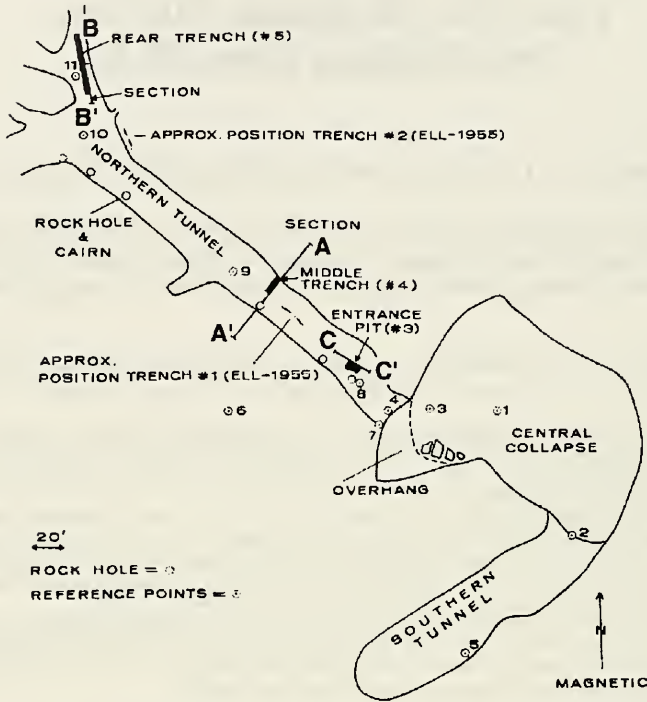 B
REAR TRENCH (#5)
11
SECTION
B'
10
APPROX. POSITION TRENCH #2 (ELL-1955)
NORTHERN TUNNEL
ROCK HOLE
&
CAIRN
SECTION
A
9
MIDDLE
TRENCH (#4)
A'
ENTRANCE
PIT (#3)
C
C'
APPROX.
POSITION TRENCH #1 (ELL-1955)
8
6
4
3
1
7
CENTRAL
COLLAPSE
OVERHANG
20'
2
ROCK HOLE =
REFERENCE POINTS =
SOUTHERN
TUNNEL
5
N
MAGNETIC